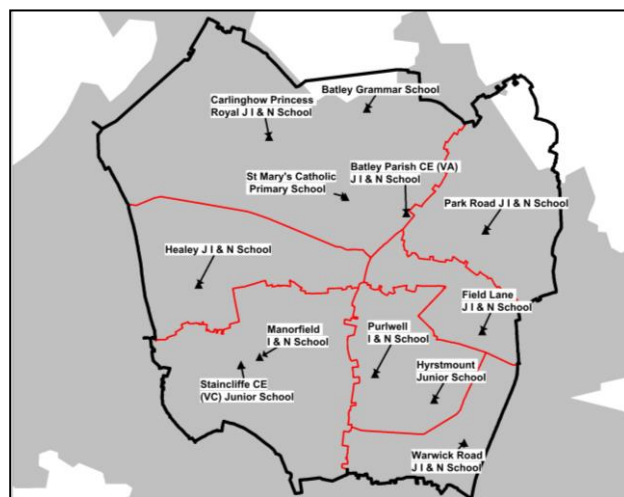 Batley Grammar School
Carlinghow Princess
Royal J I & N School
Batley Parish CE (VA)
J I & N School
St Mary's Catholic
Primary School
Park Road J I & N School
Healey J I & N School
Field Lane
J I & N School
Manorfield
I & N School
Purlwell
I & N School
Hyrstmount
Junior School
Staincliffe CE
(VC) Junior School
Warwick Road
J I & N School